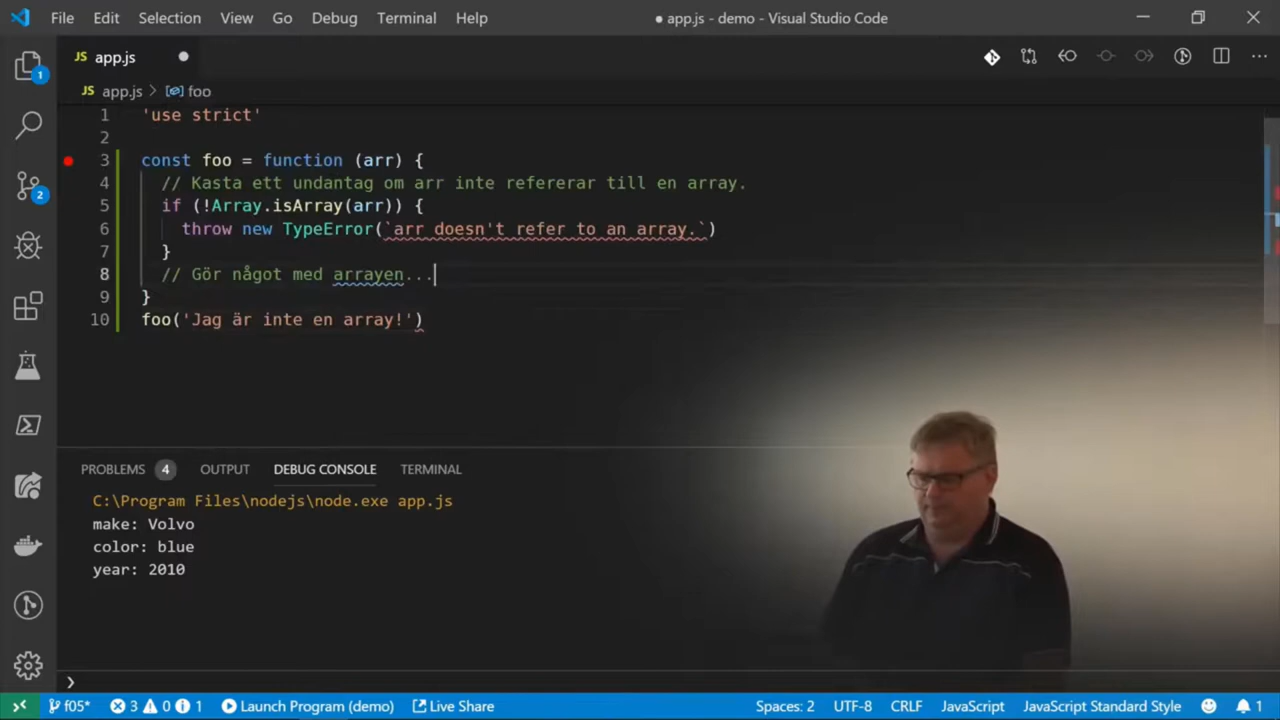 File Edit Selection View Go Debug Terminal Help ● app.js - demo - Visual Studio Code
JS app.js
1
JS app.js > foo
1 'use strict'
2
3 const foo = function (arr) {
4 // Kasta ett undantag om arr inte refererar till en array.
5 if (!Array.isArray(arr)) {
6 throw new TypeError(`arr doesn't refer to an array.`)
7 }
8 // Gör något med arrayen...
9 }
10 foo('Jag är inte en array!')
2
PROBLEMS 4 OUTPUT DEBUG CONSOLE TERMINAL
C:\Program Files\nodejs\node.exe app.js
make: Volvo
color: blue
year: 2010
f05* 3 0 1 Launch Program (demo) Live Share Spaces: 2 UTF-8 CRLF JavaScript JavaScript Standard Style 1